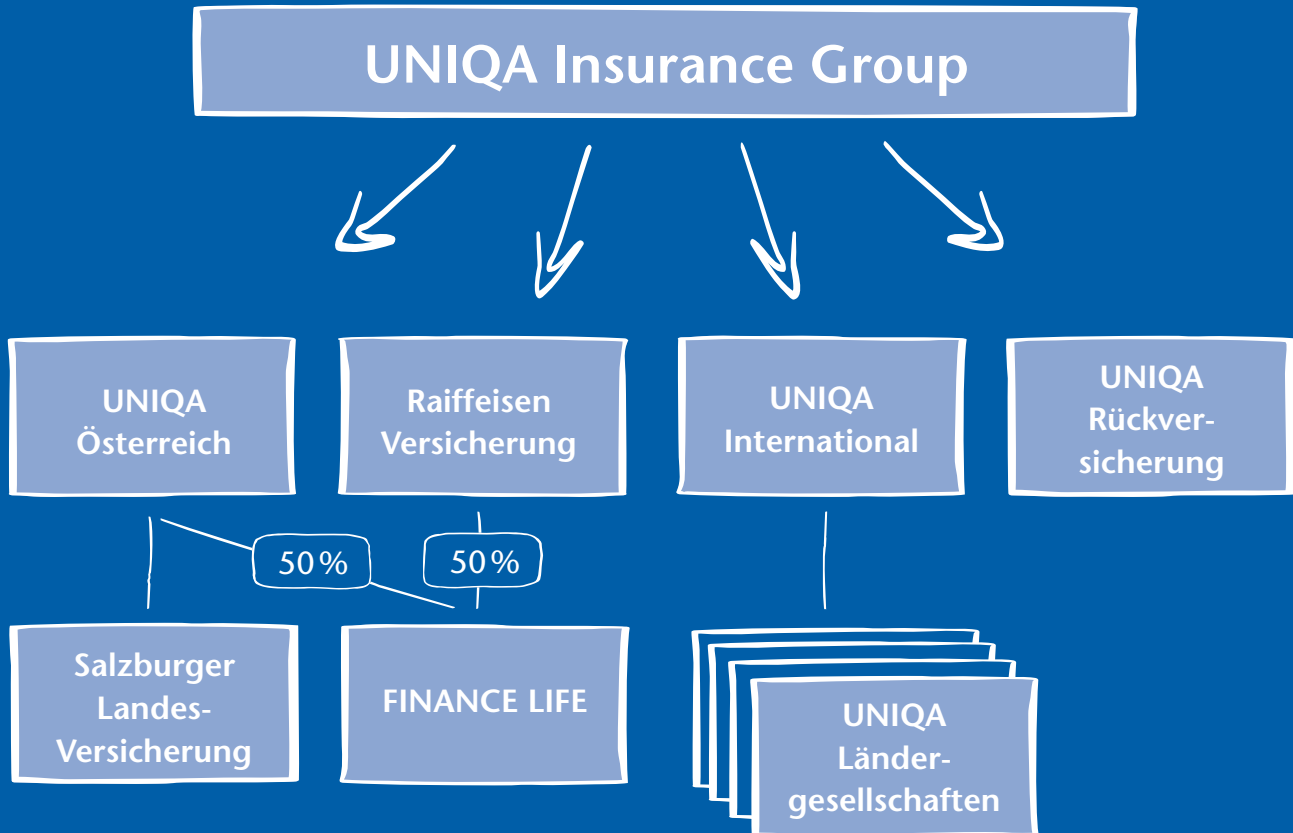 UNIQA Insurance Group
UNIQA
Österreich
Raiffeisen
Versicherung
UNIQA
International
UNIQA
Rückver-
sicherung
50%
50%
Salzburger
Landes-
Versicherung
FINANCE LIFE
UNIQA
Länder-
gesellschaften